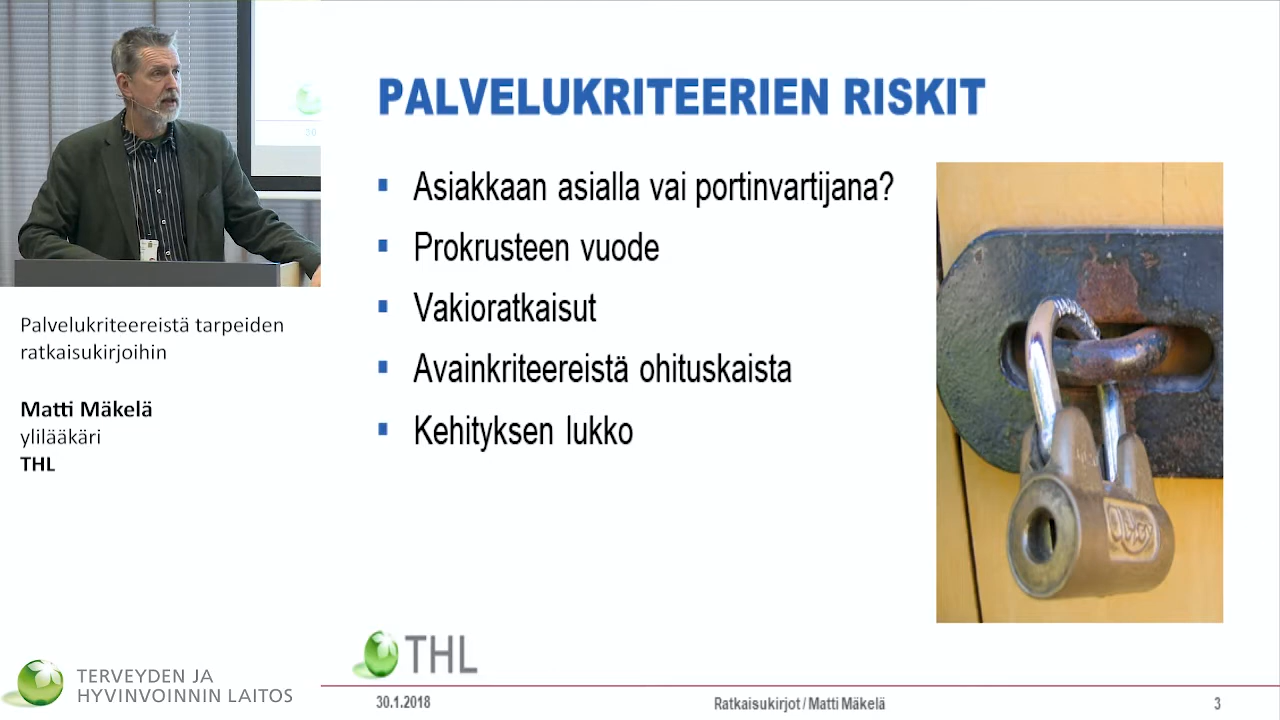 PALVELUKRITEERIEN RISKIT
Asiakkaan asialla vai portinvartijana?
Prokrusteen vuode
Vakioratkaisut
Avainkriteereistä ohituskaista
Kehityksen lukko
Abloy
Palvelukriteereistä tarpeiden
ratkaisukirjoihin
Matti Mäkelä
ylilääkäri
THL
TERVEYDEN JA
HYVINVOINNIN LAITOS
THL
30.1.2018
Ratkaisukirjot / Matti Mäkelä
3